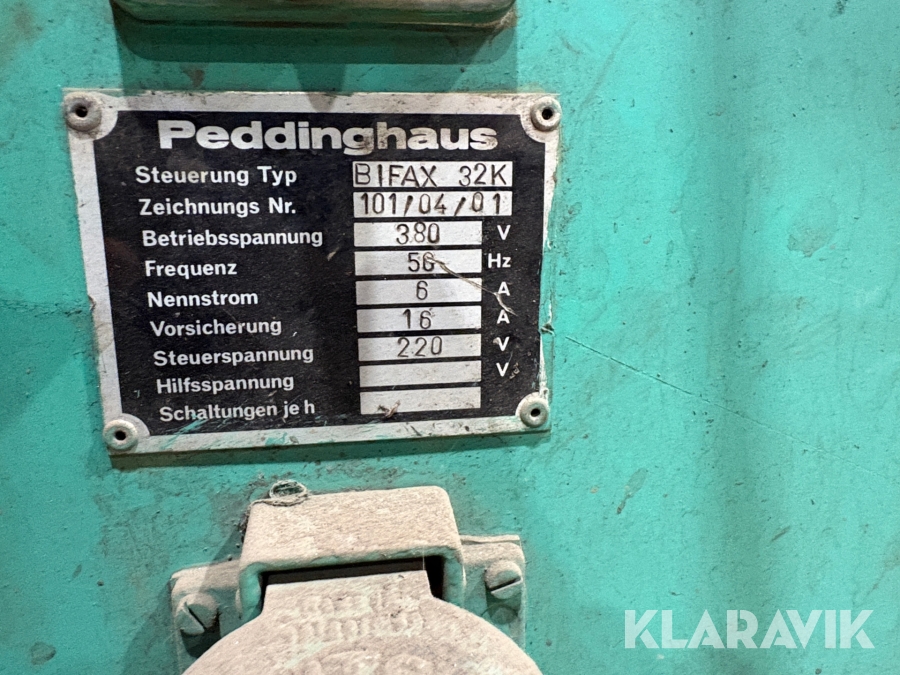 Peddinghaus
Steuerung Typ BIFAX 32K
Zeichnungs Nr. 101/04/01
Betriebsspannung 380 V
Frequenz 50 Hz
Nennstrom 6 A
Vorsicherung 16 A
Steuerspannung 220 V
Hilfsspannung V
Schaltungen je h
KLARAVIK